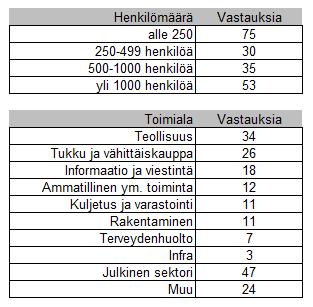 Henkilömäärä Vastauksia
alle 250 75
250-499 henkilöä 30
500-1000 henkilöä 35
yli 1000 henkilöä 53
Toimiala Vastauksia
Teollisuus 34
Tukku ja vähittäiskauppa 26
Informaatio ja viestintä 18
Ammatillinen ym. toiminta 12
Kuljetus ja varastointi 11
Rakentaminen 11
Terveydenhuolto 7
Infra 3
Julkinen sektori 47
Muu 24